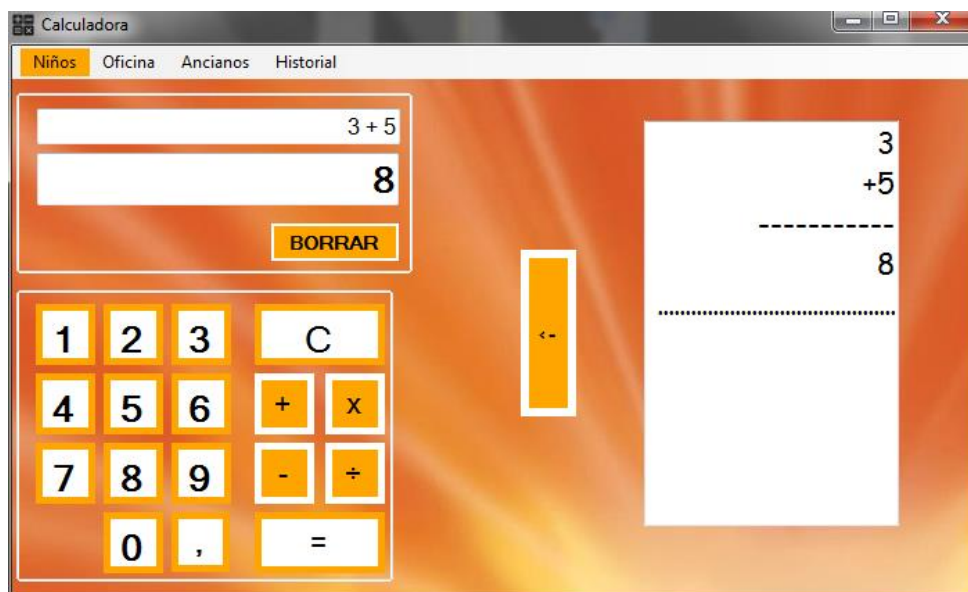 Calculadora
Niños Oficina Ancianos Historial
3 + 5
8
BORRAR
1 2 3 C
4 5 6 + x
7 8 9 - ÷
0 , =
<-
3
+5
-----------
8
...........................................